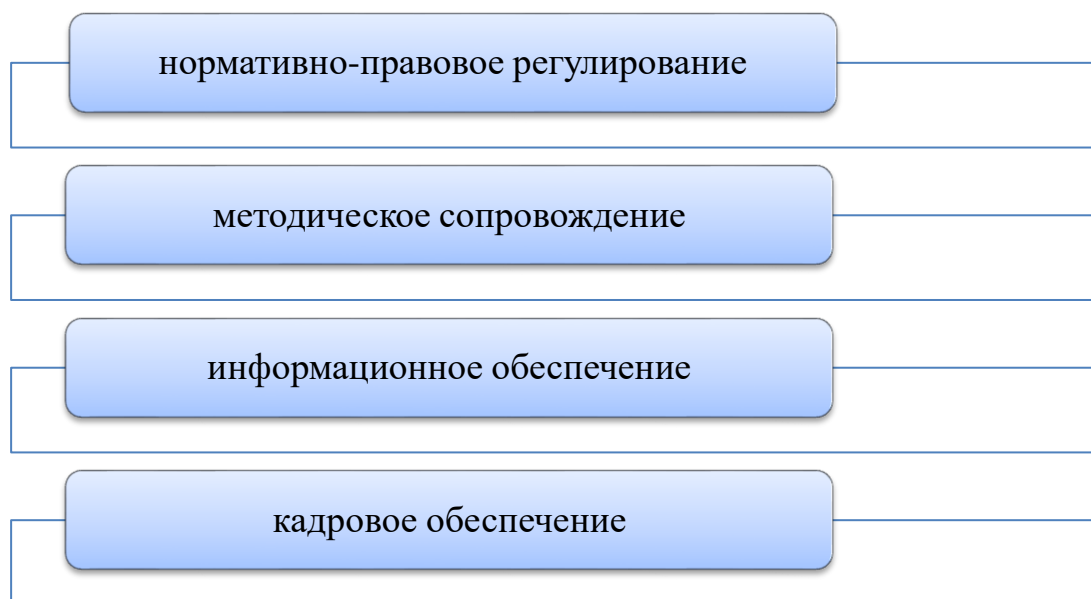 нормативно-правовое регулирование
методическое сопровождение
информационное обеспечение
кадровое обеспечение